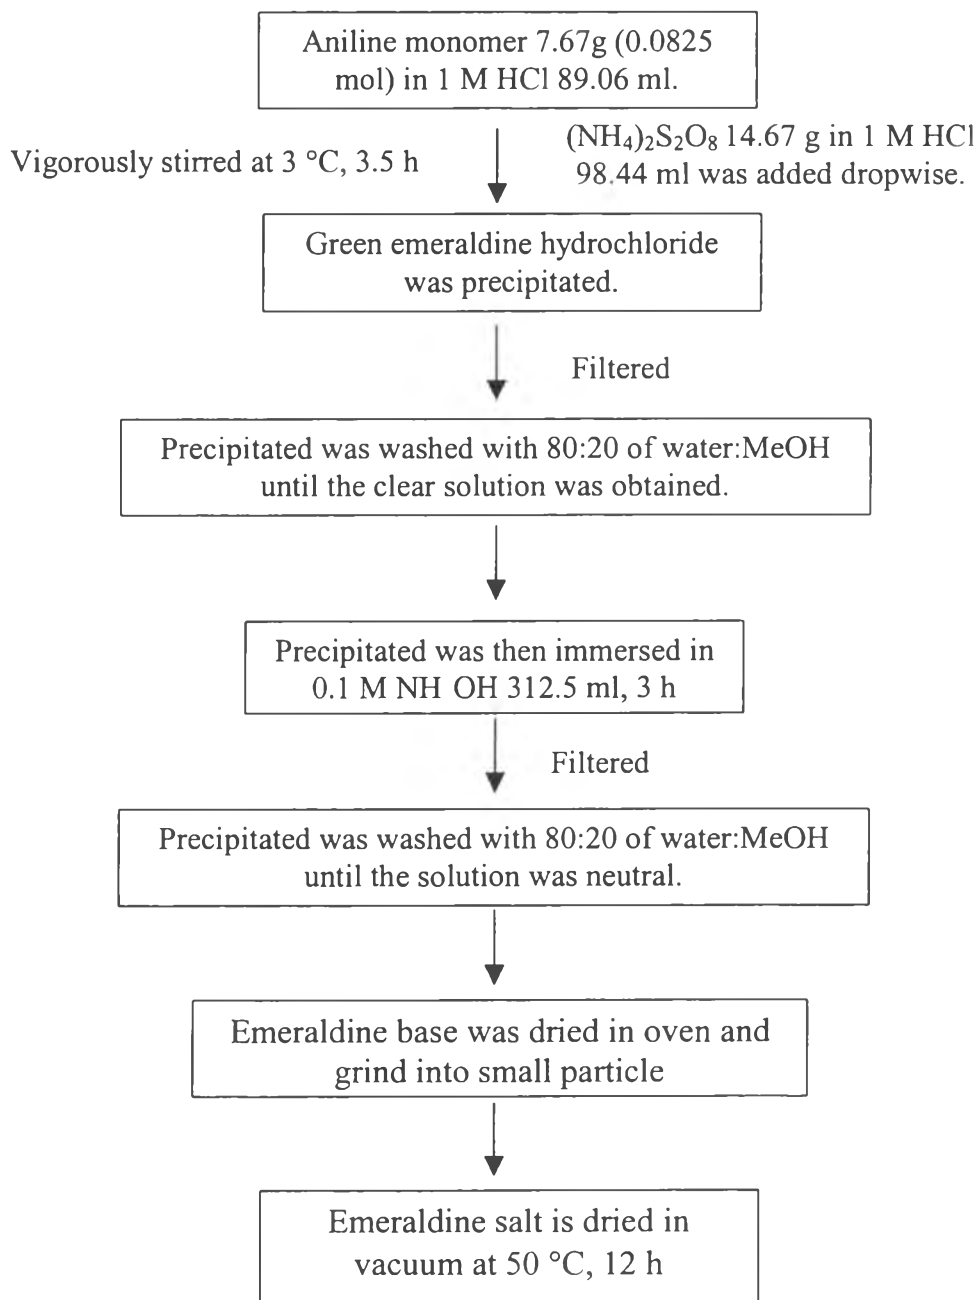 Aniline monomer 7.67g (0.0825
mol) in 1 M HCl 89.06 ml.
Vigorously stirred at 3 °C, 3.5 h
(NH4)2S2O8 14.67 g in 1 M HCl
98.44 ml was added dropwise.
Green emeraldine hydrochloride
was precipitated.
Filtered
Precipitated was washed with 80:20 of water:MeOH
until the clear solution was obtained.
Precipitated was then immersed in
0.1 M NH OH 312.5 ml, 3 h
Filtered
Precipitated was washed with 80:20 of water:MeOH
until the solution was neutral.
Emeraldine base was dried in oven and
grind into small particle
Emeraldine salt is dried in
vacuum at 50 °C, 12 h